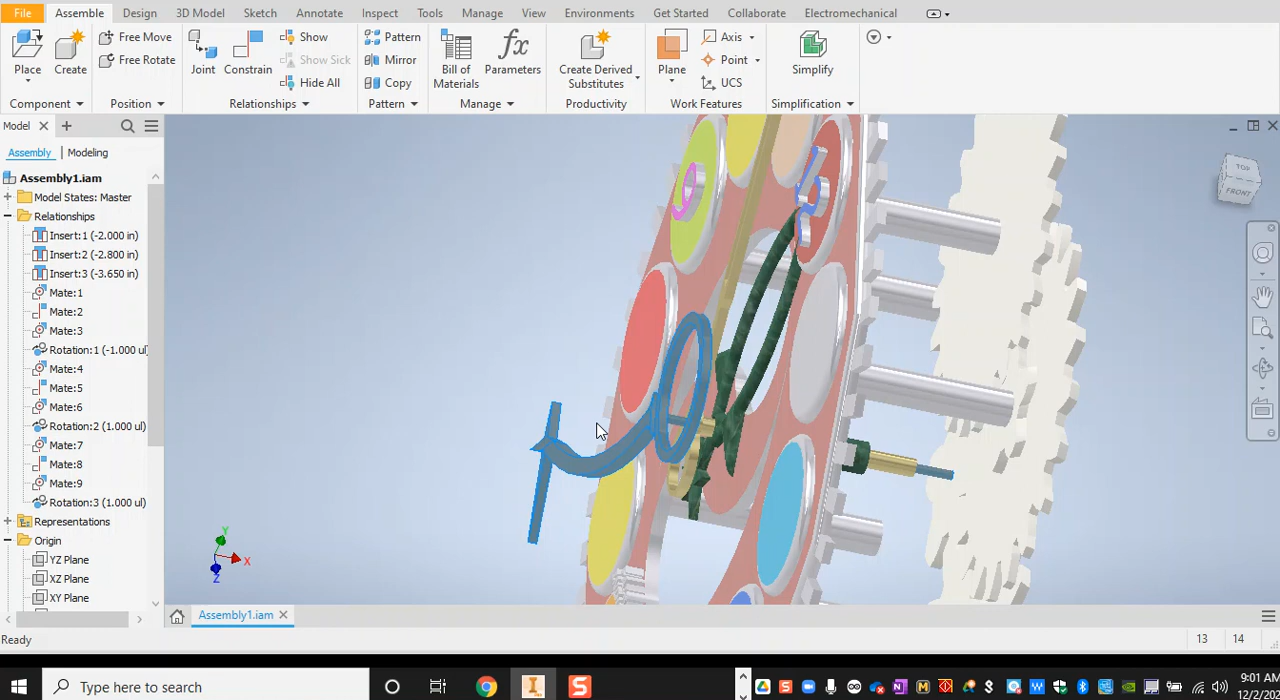 File Assemble Design 3D Model Sketch Annotate Inspect Tools Manage View Environments Get Started Collaborate Electromechanical
Place Create Free Move Free Rotate
Joint Constrain Show Show Sick Hide All
Pattern Mirror Copy
Bill of Materials fx Parameters
Create Derived Substitutes
Plane Axis Point UCS
Simplify
Component Position Relationships Pattern Manage Productivity Work Features Simplification
Model
Assembly Modeling
Assembly1.iam
Model States: Master
Relationships
Insert:1 (-2.000 in)
Insert:2 (-2.800 in)
Insert:3 (-3.650 in)
Mate:1
Mate:2
Mate:3
Rotation:1 (-1.000 ul
Mate:4
Mate:5
Mate:6
Rotation:2 (1.000 ul)
Mate:7
Mate:8
Mate:9
Rotation:3 (1.000 ul)
Representations
Origin
YZ Plane
XZ Plane
XY Plane
TOP
FRONT
Y
X
Z
Assembly1.iam
Ready 13 14
Type here to search
9:01 AM
12/2/2